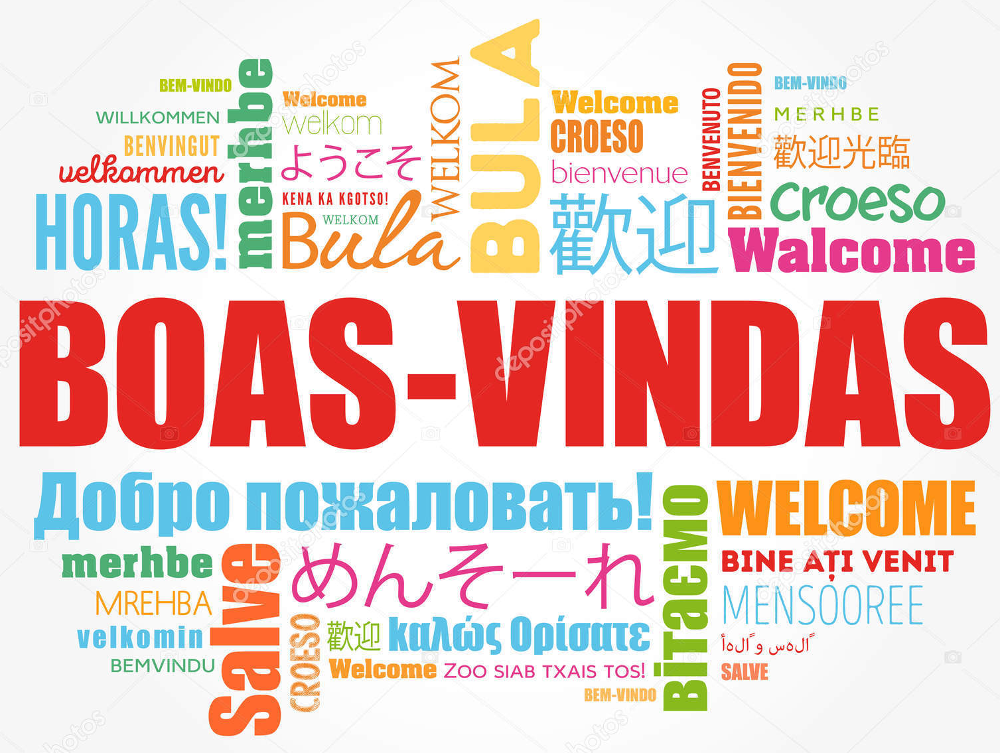 BEM-VINDO
WILLKOMMEN
BENVINGUT
velkommen
HORAS!
merhbe
Welcome
welkom
ようこそ
KENA KA KGOTSO!
WELKOM
Bula
WELKOM
BULA
Welcome
CROESO
bienvenue
歡迎
BENVENUTO
BIENVENIDO
BEM-VINDO
MERHBE
歡迎光臨
Croeso
Walcome
BOAS-VINDAS
Добро пожаловать!
merhbe
MREHBA
velkomin
BEMVINDU
Salve
めんそーれ
CROESO
歡迎
καλώς Ορίσατε
Welcome
ZOO SIAB TXAIS TOS!
BEM-VINDO
Вітаємо
WELCOME
BINE AȚI VENIT
MENSOOREE
أهلاً و سهلاً
SALVE
depositphotos